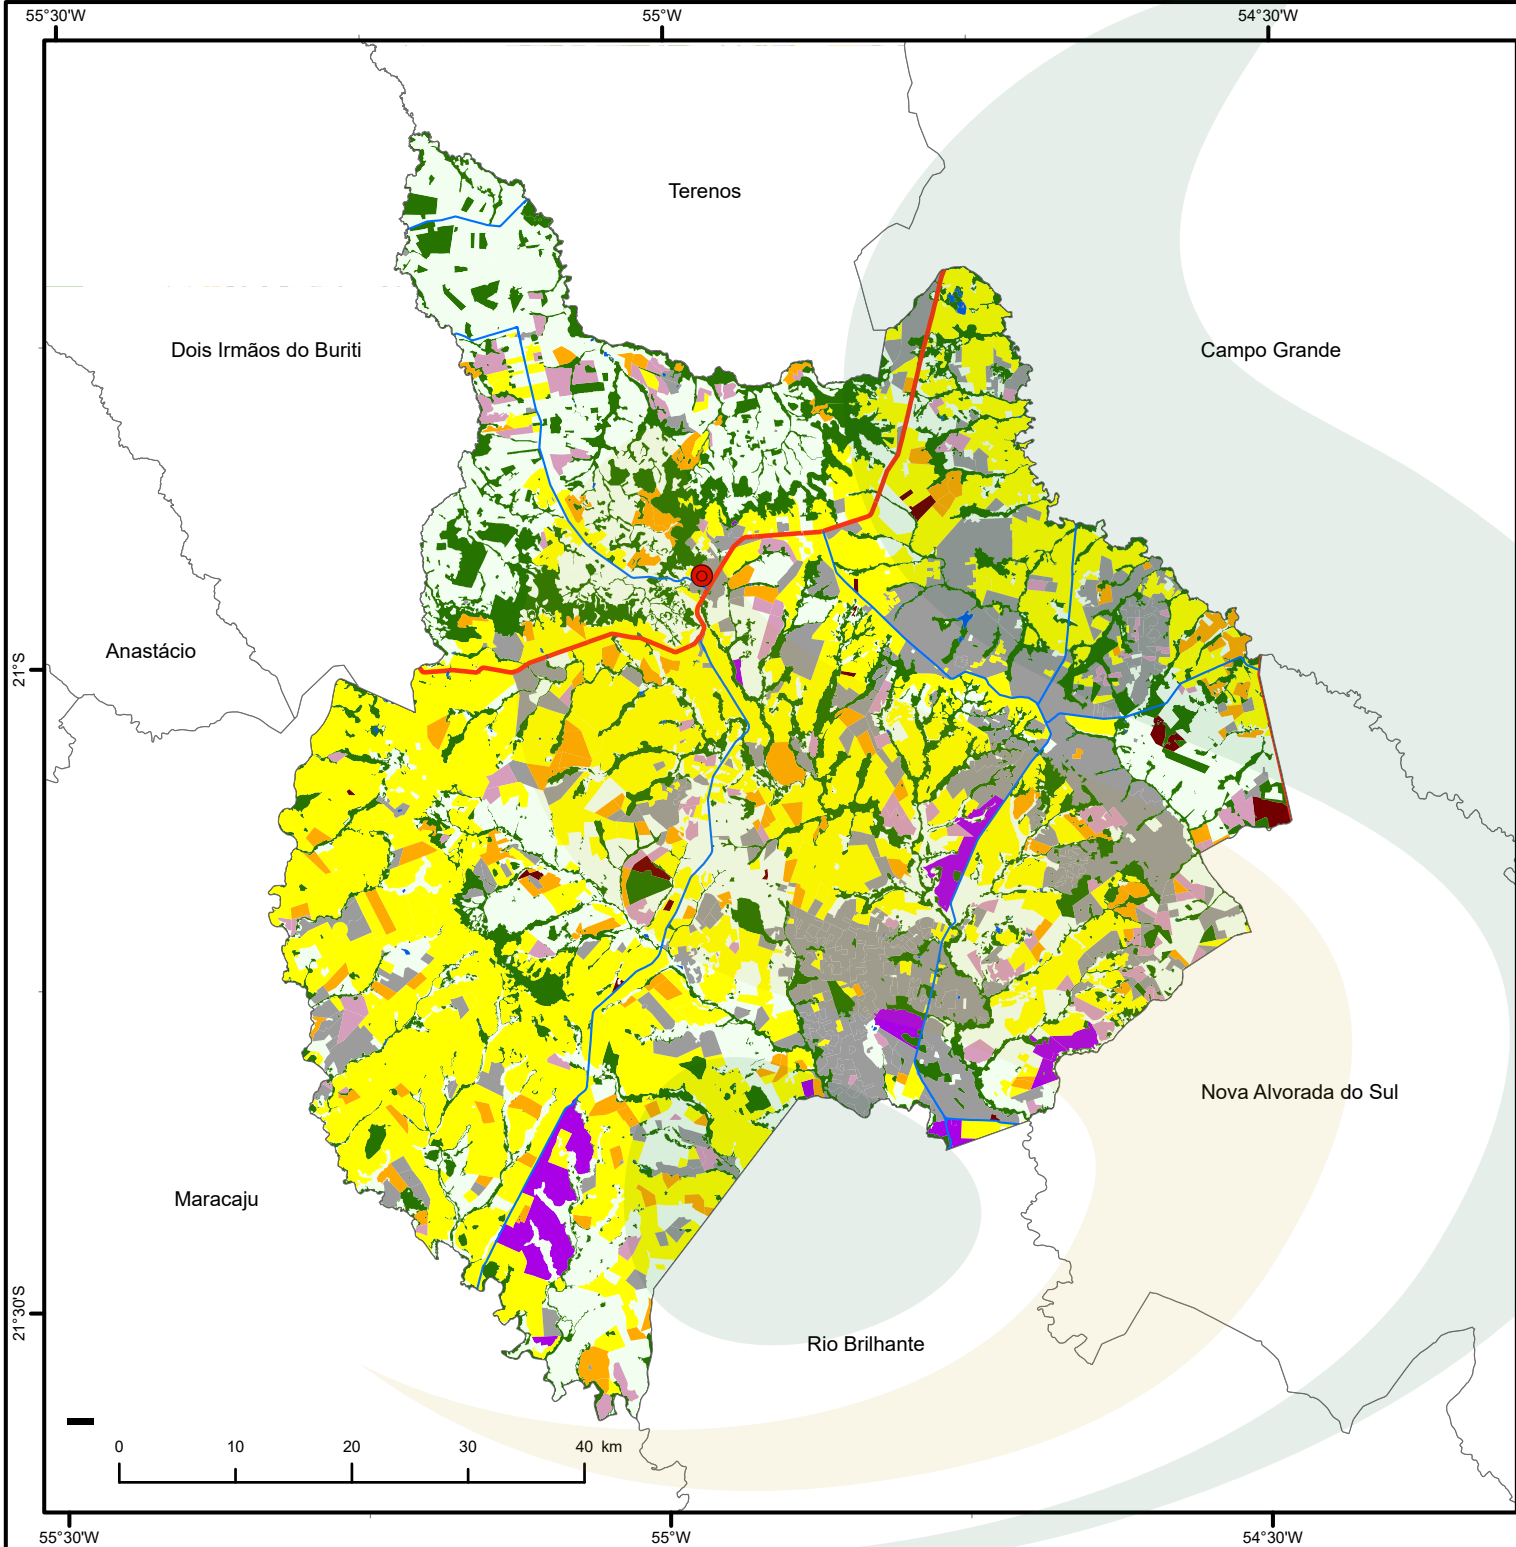 55°30'W 55°W 54°30'W
Terenos
Dois Irmãos do Buriti
Campo Grande
Anastácio
21°S
Nova Alvorada do Sul
Maracaju
21°30'S
Rio Brilhante
0 10 20 30 40 km
55°30'W 55°W 54°30'W